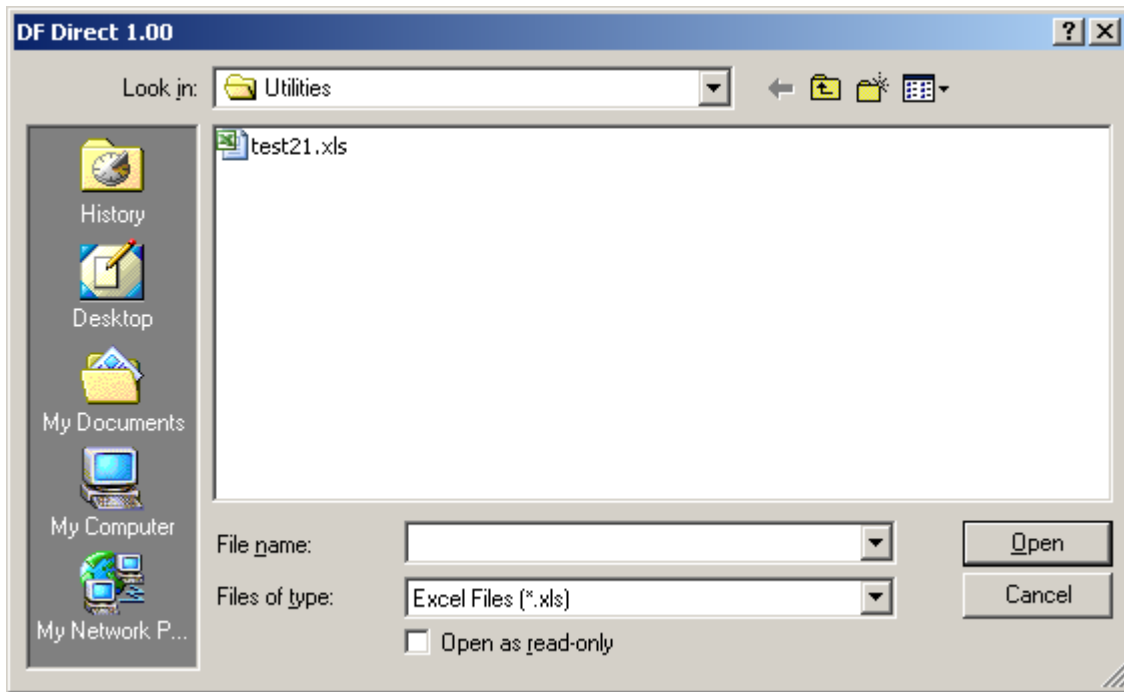 DF Direct 1.00
Look in: Utilities
test21.xls
History
Desktop
My Documents
My Computer
My Network P...
File name:
Open
Files of type: Excel Files (*.xls)
Cancel
Open as read-only